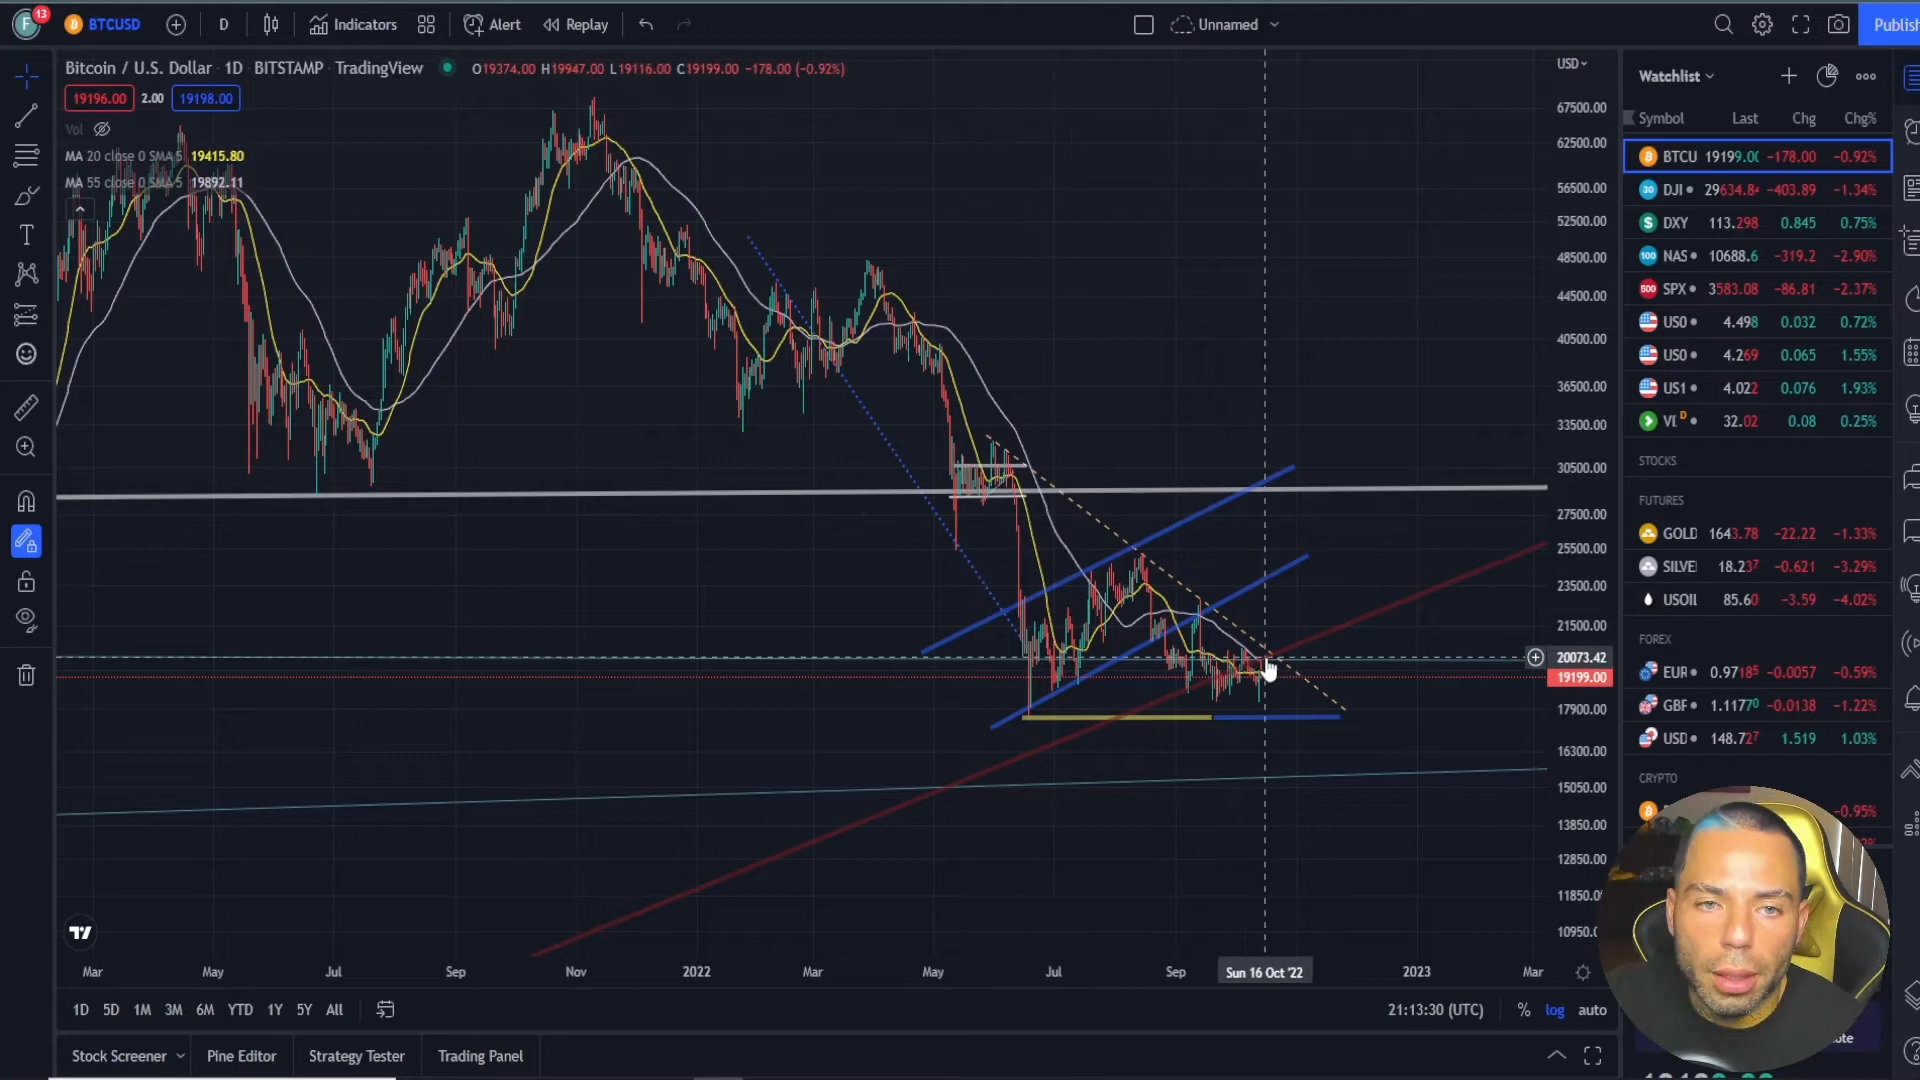 F 13 BTCUSD D Indicators Alert Replay Unnamed Publish
Bitcoin / U.S. Dollar · 1D · BITSTAMP · TradingView O19374.00 H19947.00 L19116.00 C19199.00 −178.00 (−0.92%)
19196.00 2.00 19198.00
Vol
MA 20 close 0 SMA 5 19415.80
MA 55 close 0 SMA 5 19892.11
USD
67500.00
62500.00
56500.00
52500.00
48500.00
44500.00
40500.00
36500.00
33500.00
30500.00
27500.00
25500.00
23500.00
21500.00
20073.42
19199.00
17900.00
16300.00
15050.00
13850.00
12850.00
11850.0
10950.0
Mar May Jul Sep Nov 2022 Mar May Jul Sep Sun 16 Oct '22 2023 Mar
1D 5D 1M 3M 6M YTD 1Y 5Y All 21:13:30 (UTC) % log auto
Stock Screener Pine Editor Strategy Tester Trading Panel
Watchlist
Symbol Last Chg Chg%
BTCU 19199.00 −178.00 −0.92%
30 DJI 29634.84 −403.89 −1.34%
$ DXY 113.298 0.845 0.75%
100 NAS 10688.6 −319.2 −2.90%
500 SPX 3583.08 −86.81 −2.37%
US0 4.498 0.032 0.72%
US0 4.269 0.065 1.55%
US1 4.022 0.076 1.93%
VI D 32.02 0.08 0.25%
STOCKS
FUTURES
GOLD 1643.78 −22.22 −1.33%
SILVE 18.237 −0.621 −3.29%
USOIL 85.60 −3.59 −4.02%
FOREX
EUR 0.97185 −0.0057 −0.59%
GBF 1.11770 −0.0138 −1.22%
USD 148.727 1.519 1.03%
CRYPTO
−0.95%